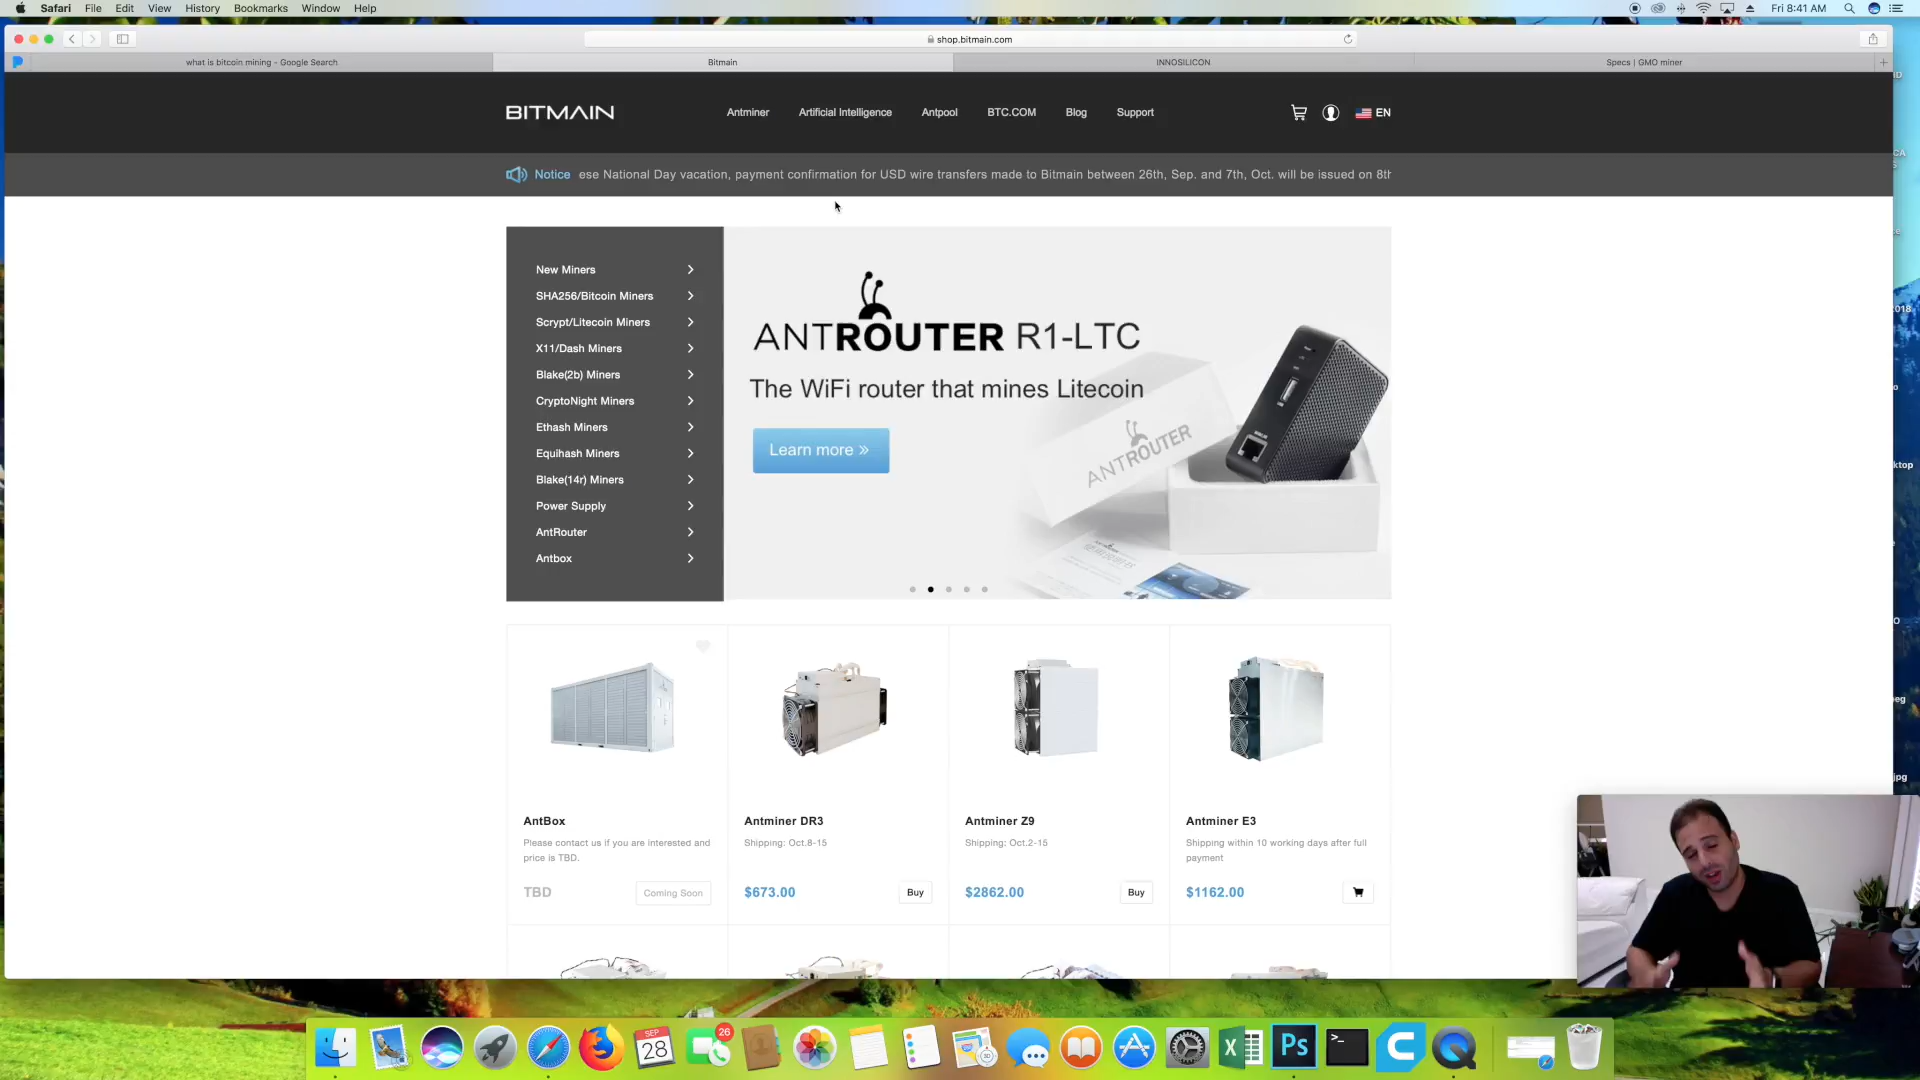 Safari File Edit View History Bookmarks Window Help
Fri 8:41 AM
shop.bitmain.com
what is bitcoin mining - Google Search
Bitmain
INNOSILICON
Specs | GMO miner
BITMAIN
Antminer
Artificial Intelligence
Antpool
BTC.COM
Blog
Support
EN
Notice ese National Day vacation, payment confirmation for USD wire transfers made to Bitmain between 26th, Sep. and 7th, Oct. will be issued on 8th
New Miners
SHA256/Bitcoin Miners
Scrypt/Litecoin Miners
X11/Dash Miners
Blake(2b) Miners
CryptoNight Miners
Ethash Miners
Equihash Miners
Blake(14r) Miners
Power Supply
AntRouter
Antbox
ANTROUTER R1-LTC
The WiFi router that mines Litecoin
Learn more »
ANTROUTER
AntBox
Please contact us if you are interested and
price is TBD.
TBD
Coming Soon
Antminer DR3
Shipping: Oct.8-15
$673.00
Buy
Antminer Z9
Shipping: Oct.2-15
$2862.00
Buy
Antminer E3
Shipping within 10 working days after full
payment
$1162.00
2018
ktop
jpg
SEP
28
26
Ps